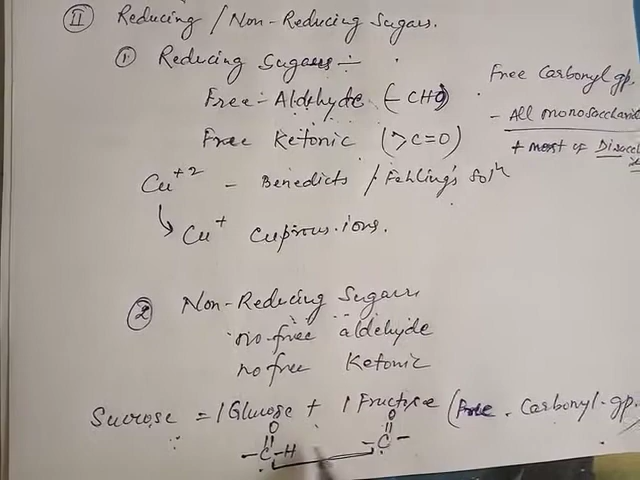 II Reducing / Non-Reducing Sugars.
① Reducing Sugars :-
Free - Aldehyde (-CHO)
Free Ketonic (>C=O)
Free Carbonyl gp.
- All monosaccharid
+ most of Disacch
Cu+2 - Benedicts / Fehling's Soln
Cu+ Cuprous ions.
② Non-Reducing Sugars
no free aldehyde
no free Ketonic
Sucrose = 1 Glucose + 1 Fructose (Free. Carbonyl-gp.
O O
-C-H -C-